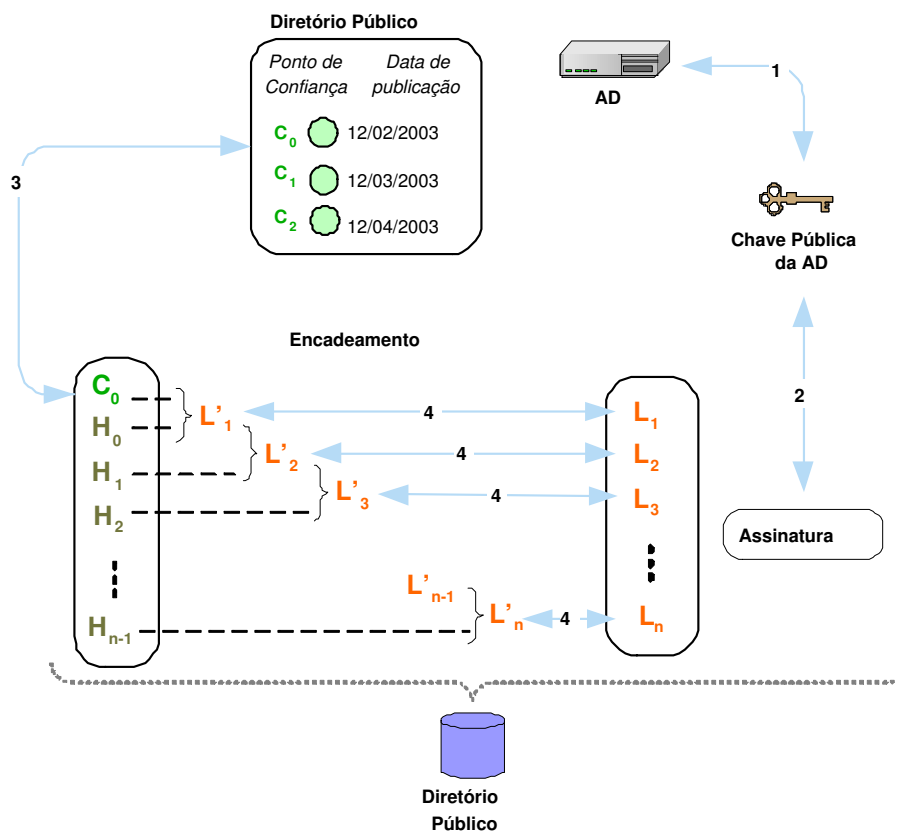 Diretório Público
Ponto de Confiança
Data de publicação
C0 12/02/2003
C1 12/03/2003
C2 12/04/2003
AD
1
Chave Pública
da AD
2
Assinatura
3
Encadeamento
C0
H0
H1
H2
Hn-1
L'1
L'2
L'3
L'n-1
L'n
4
4
4
4
L1
L2
L3
Ln
Diretório
Público